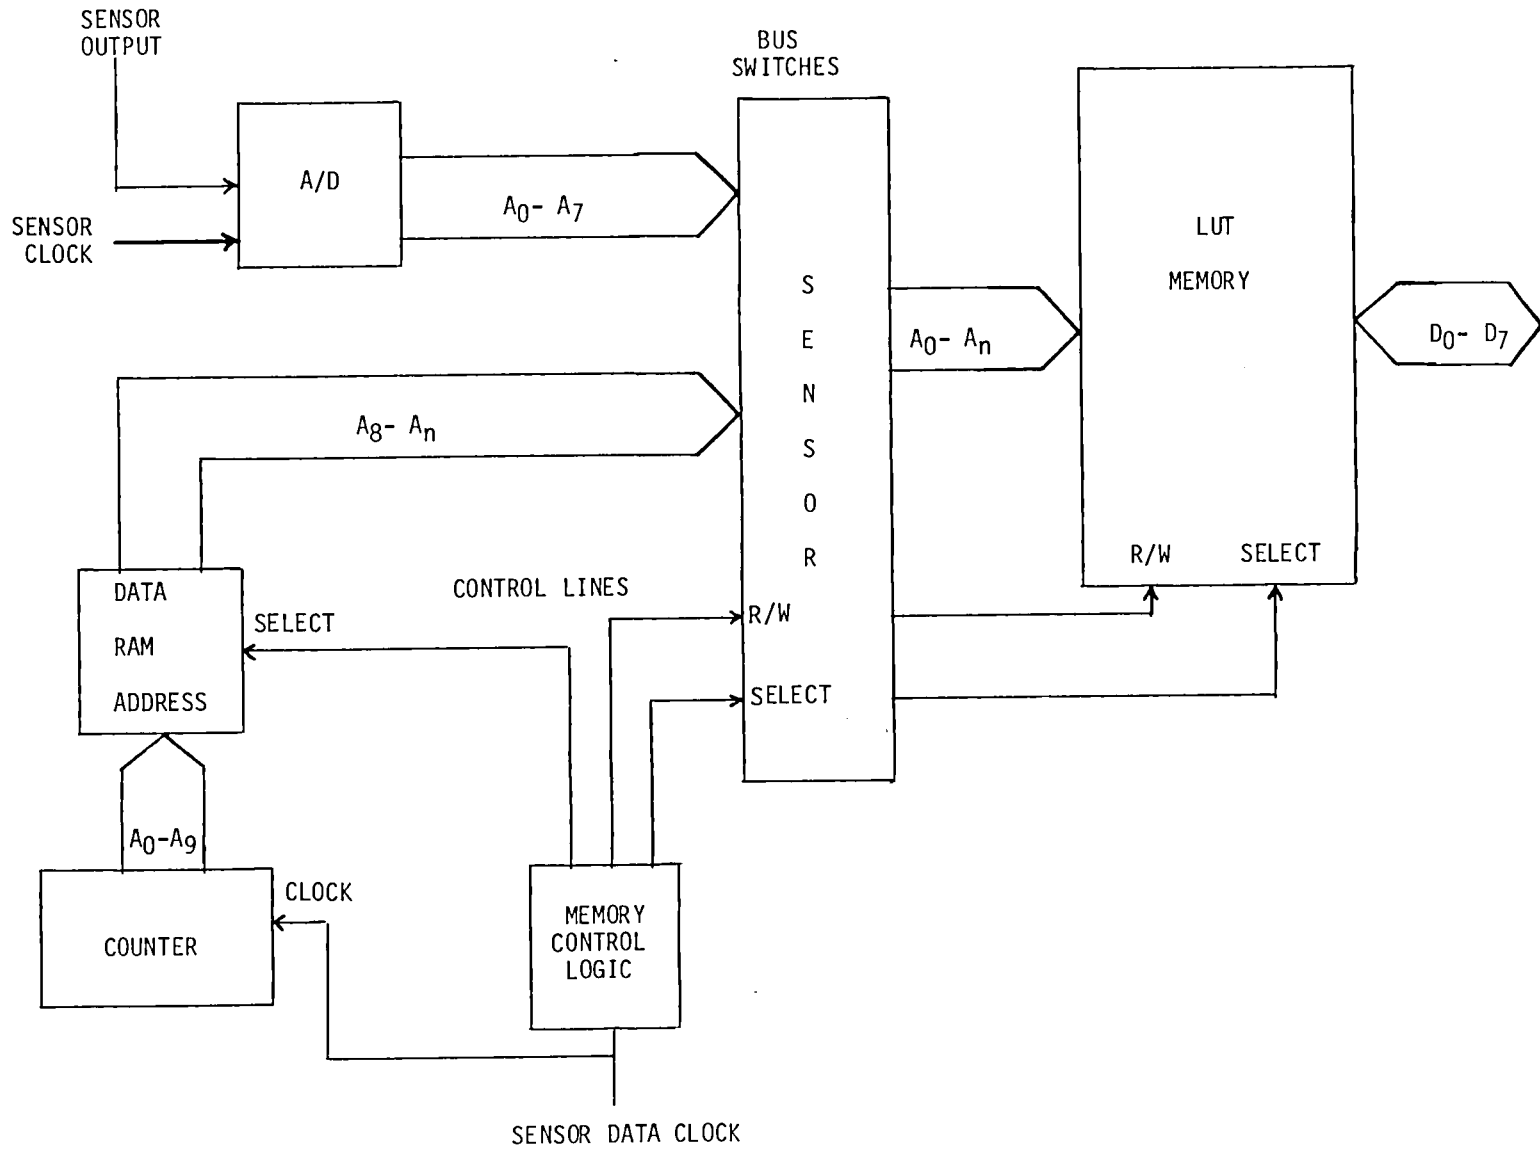 SENSOR
OUTPUT
BUS
SWITCHES
A/D
A0- A7
SENSOR
CLOCK
LUT
MEMORY
S
E
N
S
O
R
A0- An
D0- D7
A8- An
R/W
SELECT
DATA
RAM
ADDRESS
SELECT
CONTROL LINES
R/W
SELECT
A0-A9
CLOCK
COUNTER
MEMORY
CONTROL
LOGIC
SENSOR DATA CLOCK